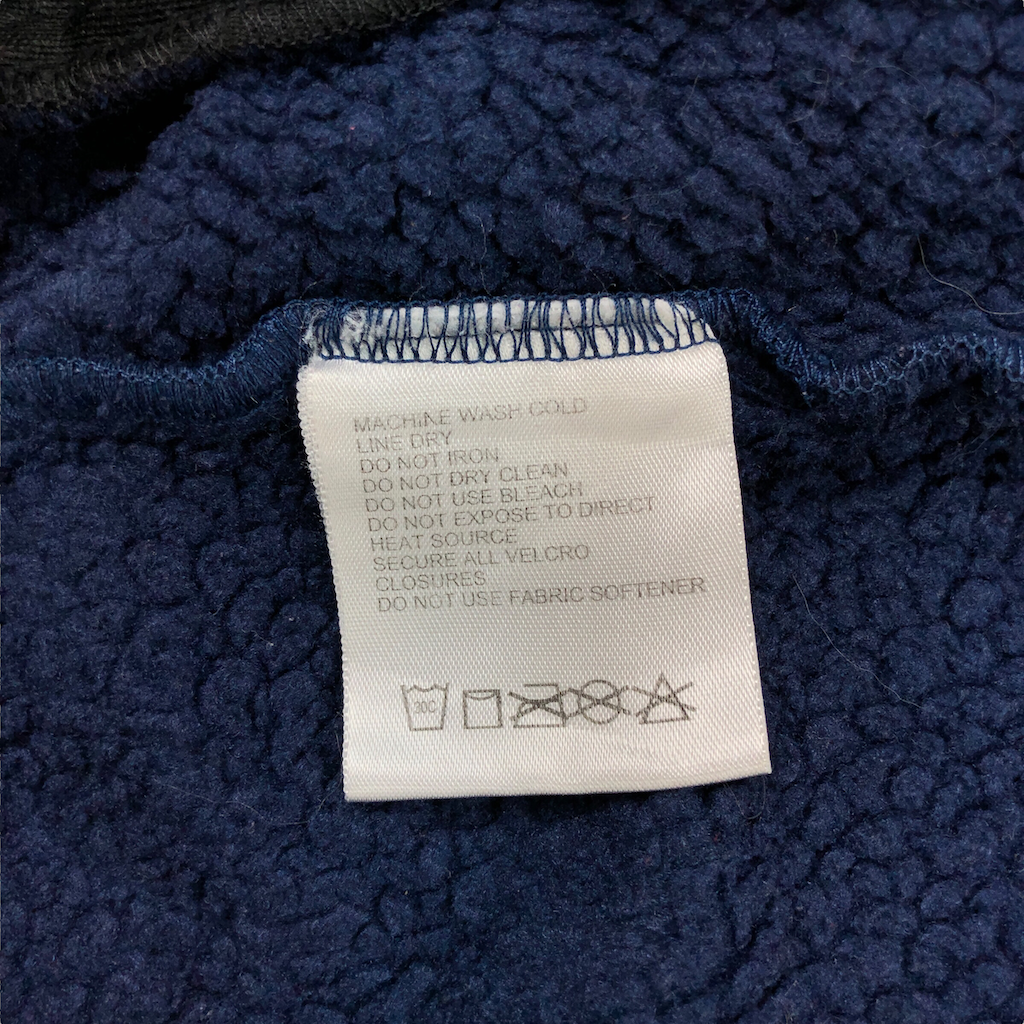 MACHINE WASH COLD
LINE DRY
DO NOT IRON
DO NOT DRY CLEAN
DO NOT USE BLEACH
DO NOT EXPOSE TO DIRECT
HEAT SOURCE
SECURE ALL VELCRO
CLOSURES
DO NOT USE FABRIC SOFTENER
30C